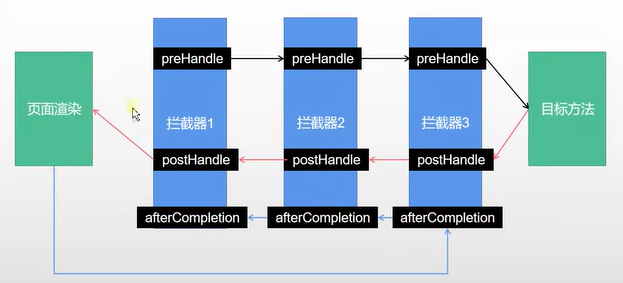 preHandle
preHandle
preHandle
页面渲染
拦截器1
拦截器2
拦截器3
目标方法
postHandle
postHandle
postHandle
afterCompletion
afterCompletion
afterCompletion